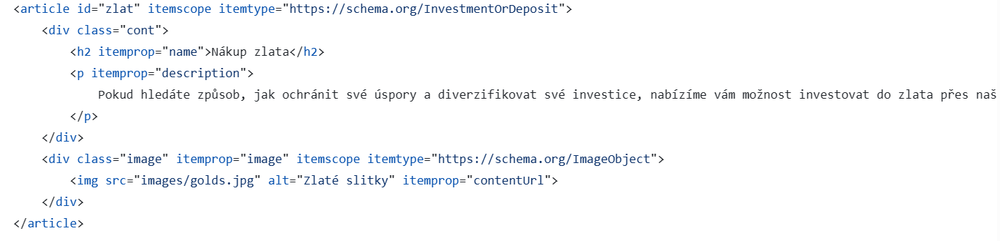 <article id="zlat" itemscope itemtype="https://schema.org/InvestmentOrDeposit">
<div class="cont">
<h2 itemprop="name">Nákup zlata</h2>
<p itemprop="description">
Pokud hledáte způsob, jak ochránit své úspory a diverzifikovat své investice, nabízíme vám možnost investovat do zlata přes naš
</p>
</div>
<div class="image" itemprop="image" itemscope itemtype="https://schema.org/ImageObject">
<img src="images/golds.jpg" alt="Zlaté slitky" itemprop="contentUrl">
</div>
</article>